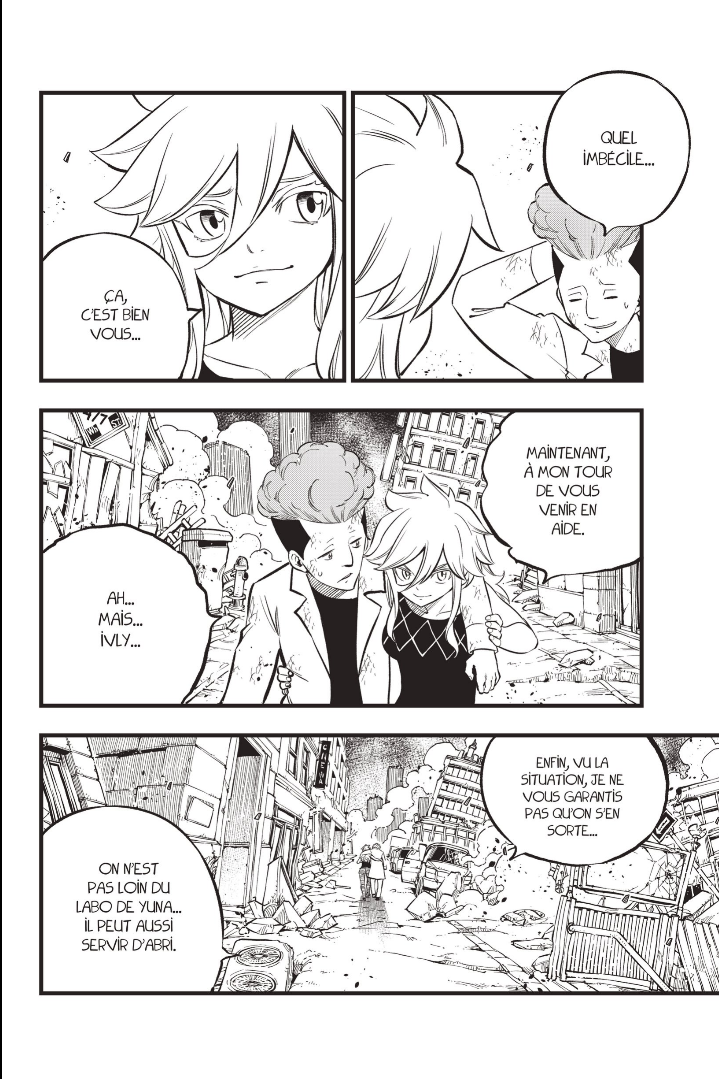 QUEL
IMBÉCILE...
ÇA,
C'EST BIEN
VOUS...
MAINTENANT,
À MON TOUR
DE VOUS
VENIR EN
AIDE.
AH...
MAIS...
IVLY...
ENFIN, VU LA
SITUATION, JE NE
VOUS GARANTIS
PAS QU'ON S'EN
SORTE...
ON N'EST
PAS LOIN DU
LABO DE YUNA...
IL PEUT AUSSI
SERVIR D'ABRI.